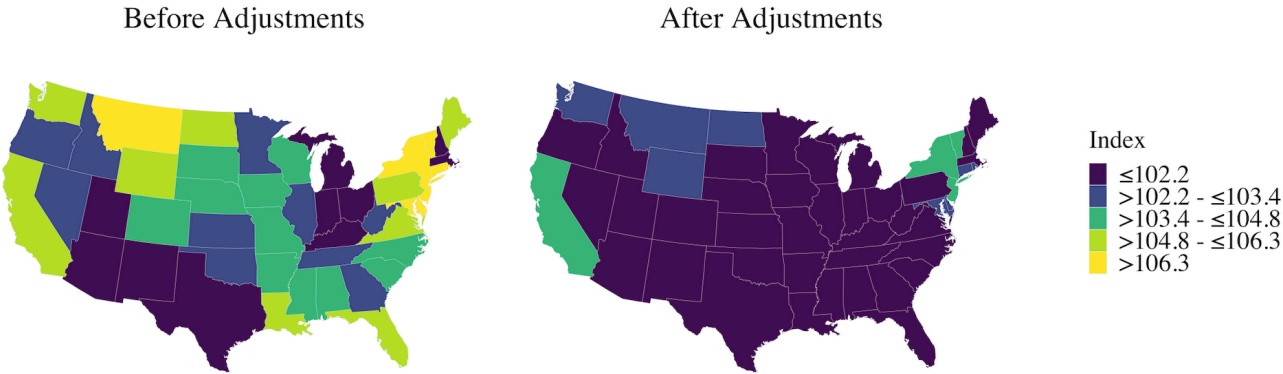 Before Adjustments
After Adjustments
Index
≤102.2
>102.2 - ≤103.4
>103.4 - ≤104.8
>104.8 - ≤106.3
>106.3